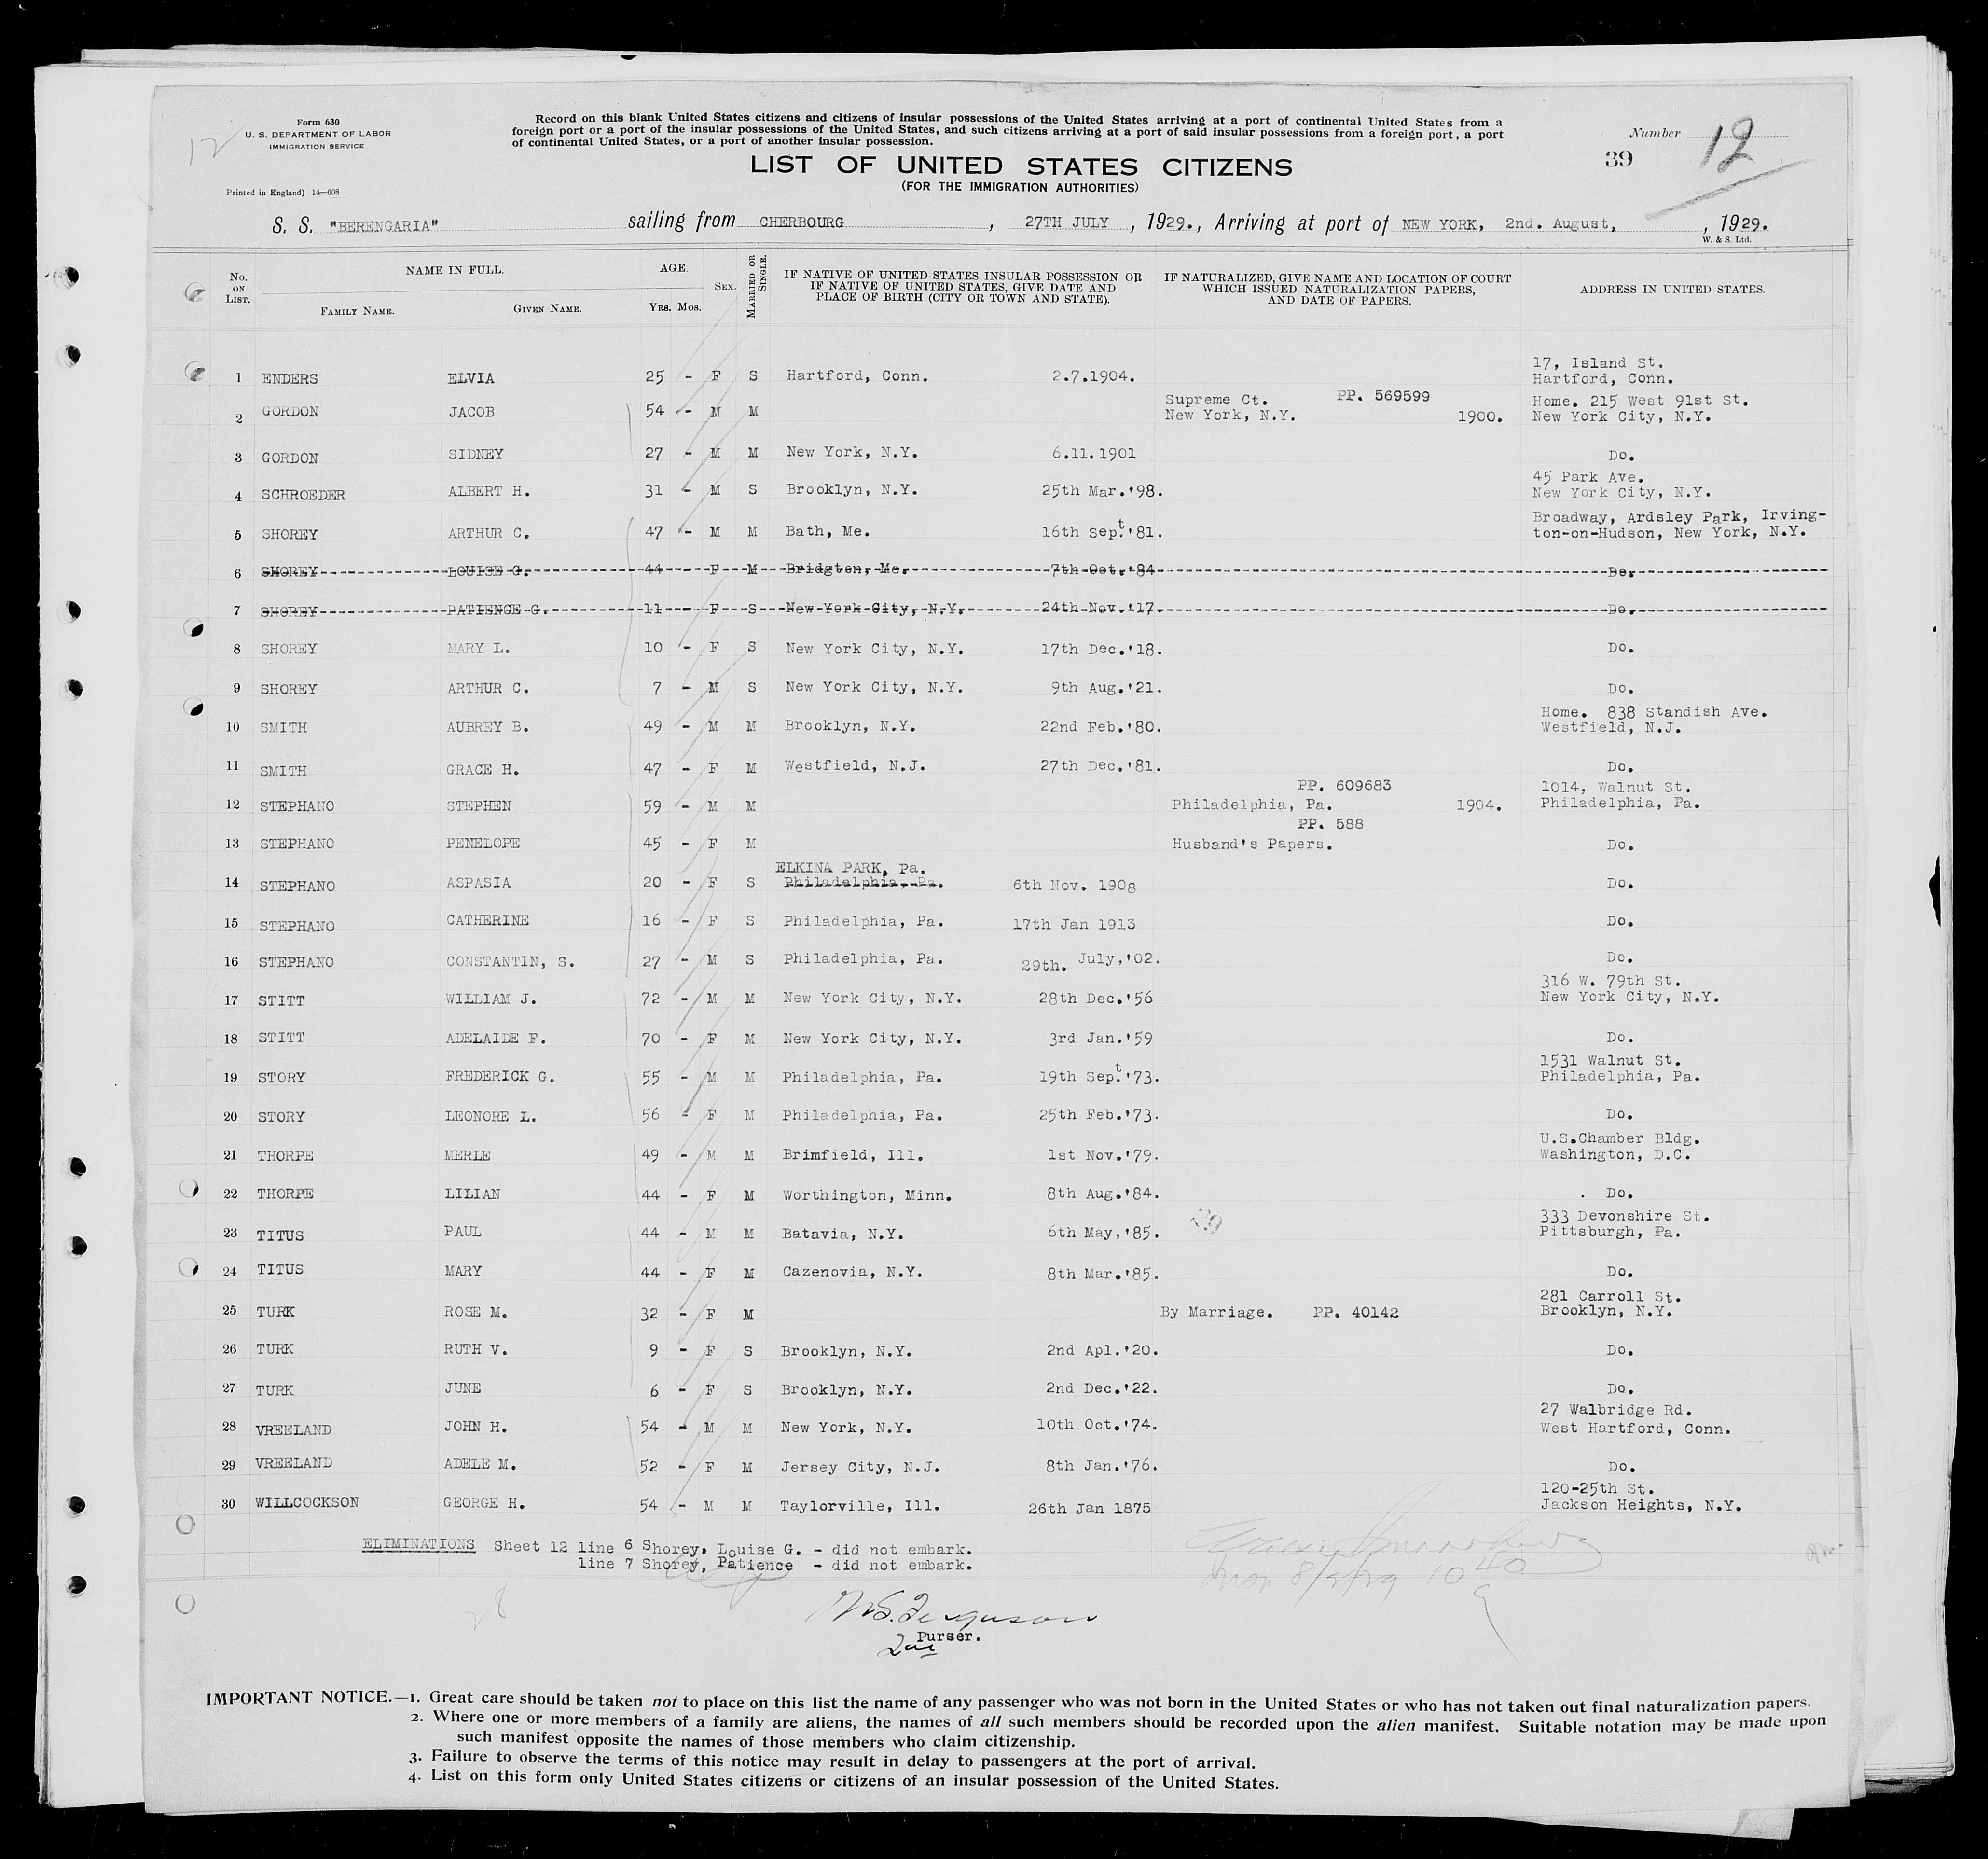 Form 630
U. S. DEPARTMENT OF LABOR
IMMIGRATION SERVICE
Printed in England) 14—608
12
Record on this blank United States citizens and citizens of insular possessions of the United States arriving at a port of continental United States from a
foreign port or a port of the insular possessions of the United States, and such citizens arriving at a port of said insular possessions from a foreign port, a port
of continental United States, or a port of another insular possession.
LIST OF UNITED STATES CITIZENS
(FOR THE IMMIGRATION AUTHORITIES)
Number 12
39
S. S. "BERENGARIA" sailing from CHERBOURG, 27TH JULY, 1929., Arriving at port of NEW YORK, 2nd. August, , 1929.
W. & S. Ltd.
No. ON LIST. NAME IN FULL. FAMILY NAME. GIVEN NAME. AGE. Yrs. Mos. SEX. MARRIED OR SINGLE. IF NATIVE OF UNITED STATES INSULAR POSSESSION OR IF NATIVE OF UNITED STATES, GIVE DATE AND PLACE OF BIRTH (CITY OR TOWN AND STATE). IF NATURALIZED, GIVE NAME AND LOCATION OF COURT WHICH ISSUED NATURALIZATION PAPERS, AND DATE OF PAPERS. ADDRESS IN UNITED STATES.
1 ENDERS ELVIA 25 - F S Hartford, Conn. 2.7.1904. 17, Island St. Hartford, Conn.
2 GORDON JACOB 54 - M M Supreme Ct. PP. 569599 New York, N.Y. 1900. Home. 215 West 91st St. New York City, N.Y.
3 GORDON SIDNEY 27 - M M New York, N.Y. 6.11.1901 Do.
4 SCHROEDER ALBERT H. 31 - M S Brooklyn, N.Y. 25th Mar.'98. 45 Park Ave. New York City, N.Y.
5 SHOREY ARTHUR C. 47 - M M Bath, Me. 16th Sept.'81. Broadway, Ardsley Park, Irving-ton-on-Hudson, New York, N.Y.
6 SHOREY LOUISE G. 44 - F M Bridgton, Me. 7th Oct.'84 Do.
7 SHOREY PATIENCE G. 11 - F S New York City, N.Y. 24th Nov.'17. Do.
8 SHOREY MARY L. 10 - F S New York City, N.Y. 17th Dec.'18. Do.
9 SHOREY ARTHUR C. 7 - M S New York City, N.Y. 9th Aug.'21. Do.
10 SMITH AUBREY B. 49 - M M Brooklyn, N.Y. 22nd Feb.'80. Home. 838 Standish Ave. Westfield, N.J.
11 SMITH GRACE H. 47 - F M Westfield, N.J. 27th Dec.'81. Do.
12 STEPHANO STEPHEN 59 - M M PP. 609683 Philadelphia, Pa. 1904. 1014, Walnut St. Philadelphia, Pa.
13 STEPHANO PENELOPE 45 - F M PP. 588 Husband's Papers. Do.
14 STEPHANO ASPASIA 20 - F S ELKINA PARK, Pa. Philadelphia, Pa. 6th Nov. 1908 Do.
15 STEPHANO CATHERINE 16 - F S Philadelphia, Pa. 17th Jan 1913 Do.
16 STEPHANO CONSTANTIN, S. 27 - M S Philadelphia, Pa. 29th. July,'02. Do.
17 STITT WILLIAM J. 72 - M M New York City, N.Y. 28th Dec.'56 316 W. 79th St. New York City, N.Y.
18 STITT ADELAIDE F. 70 - F M New York City, N.Y. 3rd Jan.'59 Do.
19 STORY FREDERICK G. 55 - M M Philadelphia, Pa. 19th Sept.'73. 1531 Walnut St. Philadelphia, Pa.
20 STORY LEONORE L. 56 - F M Philadelphia, Pa. 25th Feb.'73. Do.
21 THORPE MERLE 49 - M M Brimfield, Ill. 1st Nov.'79. U.S.Chamber Bldg. Washington, D.C.
22 THORPE LILIAN 44 - F M Worthington, Minn. 8th Aug.'84. Do.
23 TITUS PAUL 44 - M M Batavia, N.Y. 6th May,'85. 333 Devonshire St. Pittsburgh, Pa.
24 TITUS MARY 44 - F M Cazenovia, N.Y. 8th Mar.'85. Do.
25 TURK ROSE M. 32 - F M By Marriage. PP. 40142 281 Carroll St. Brooklyn, N.Y.
26 TURK RUTH V. 9 - F S Brooklyn, N.Y. 2nd Apl.'20. Do.
27 TURK JUNE 6 - F S Brooklyn, N.Y. 2nd Dec.'22. Do.
28 VREELAND JOHN H. 54 - M M New York, N.Y. 10th Oct.'74. 27 Walbridge Rd. West Hartford, Conn.
29 VREELAND ADELE M. 52 - F M Jersey City, N.J. 8th Jan.'76. Do.
30 WILLCOCKSON GEORGE H. 54 - M M Taylorville, Ill. 26th Jan 1875 120-25th St. Jackson Heights, N.Y.
ELIMINATIONS Sheet 12 line 6 Shorey, Louise G. - did not embark.
line 7 Shorey, Patience - did not embark.
28
Ferguson
Purser.
IMPORTANT NOTICE.—1. Great care should be taken not to place on this list the name of any passenger who was not born in the United States or who has not taken out final naturalization papers.
2. Where one or more members of a family are aliens, the names of all such members should be recorded upon the alien manifest. Suitable notation may be made upon
such manifest opposite the names of those members who claim citizenship.
3. Failure to observe the terms of this notice may result in delay to passengers at the port of arrival.
4. List on this form only United States citizens or citizens of an insular possession of the United States.